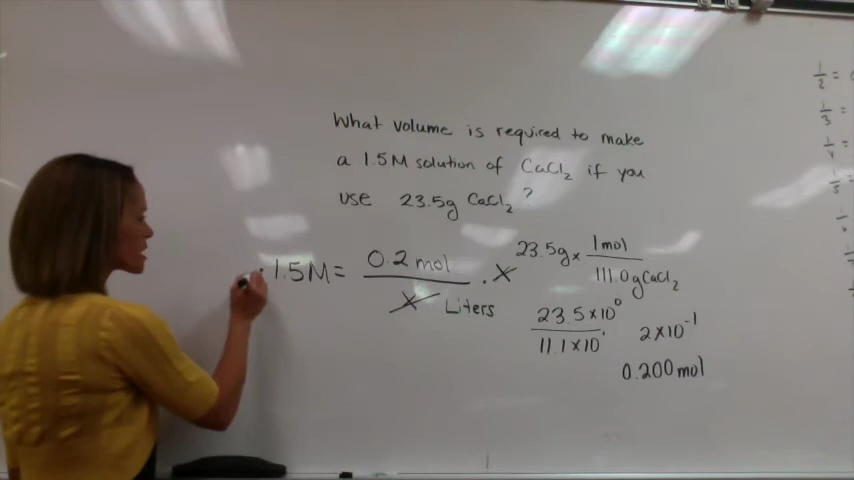 What volume is required to make
a 1.5M solution of CaCl₂ if you
use 23.5g CaCl₂?
· 1.5M = 0.2 mol / x Liters · x
23.5g × 1mol / 111.0g CaCl₂
23.5×10⁰ / 11.1×10¹
2×10⁻¹
0.200 mol
1/2 =
1/3 =
1/4 =
1/5 =